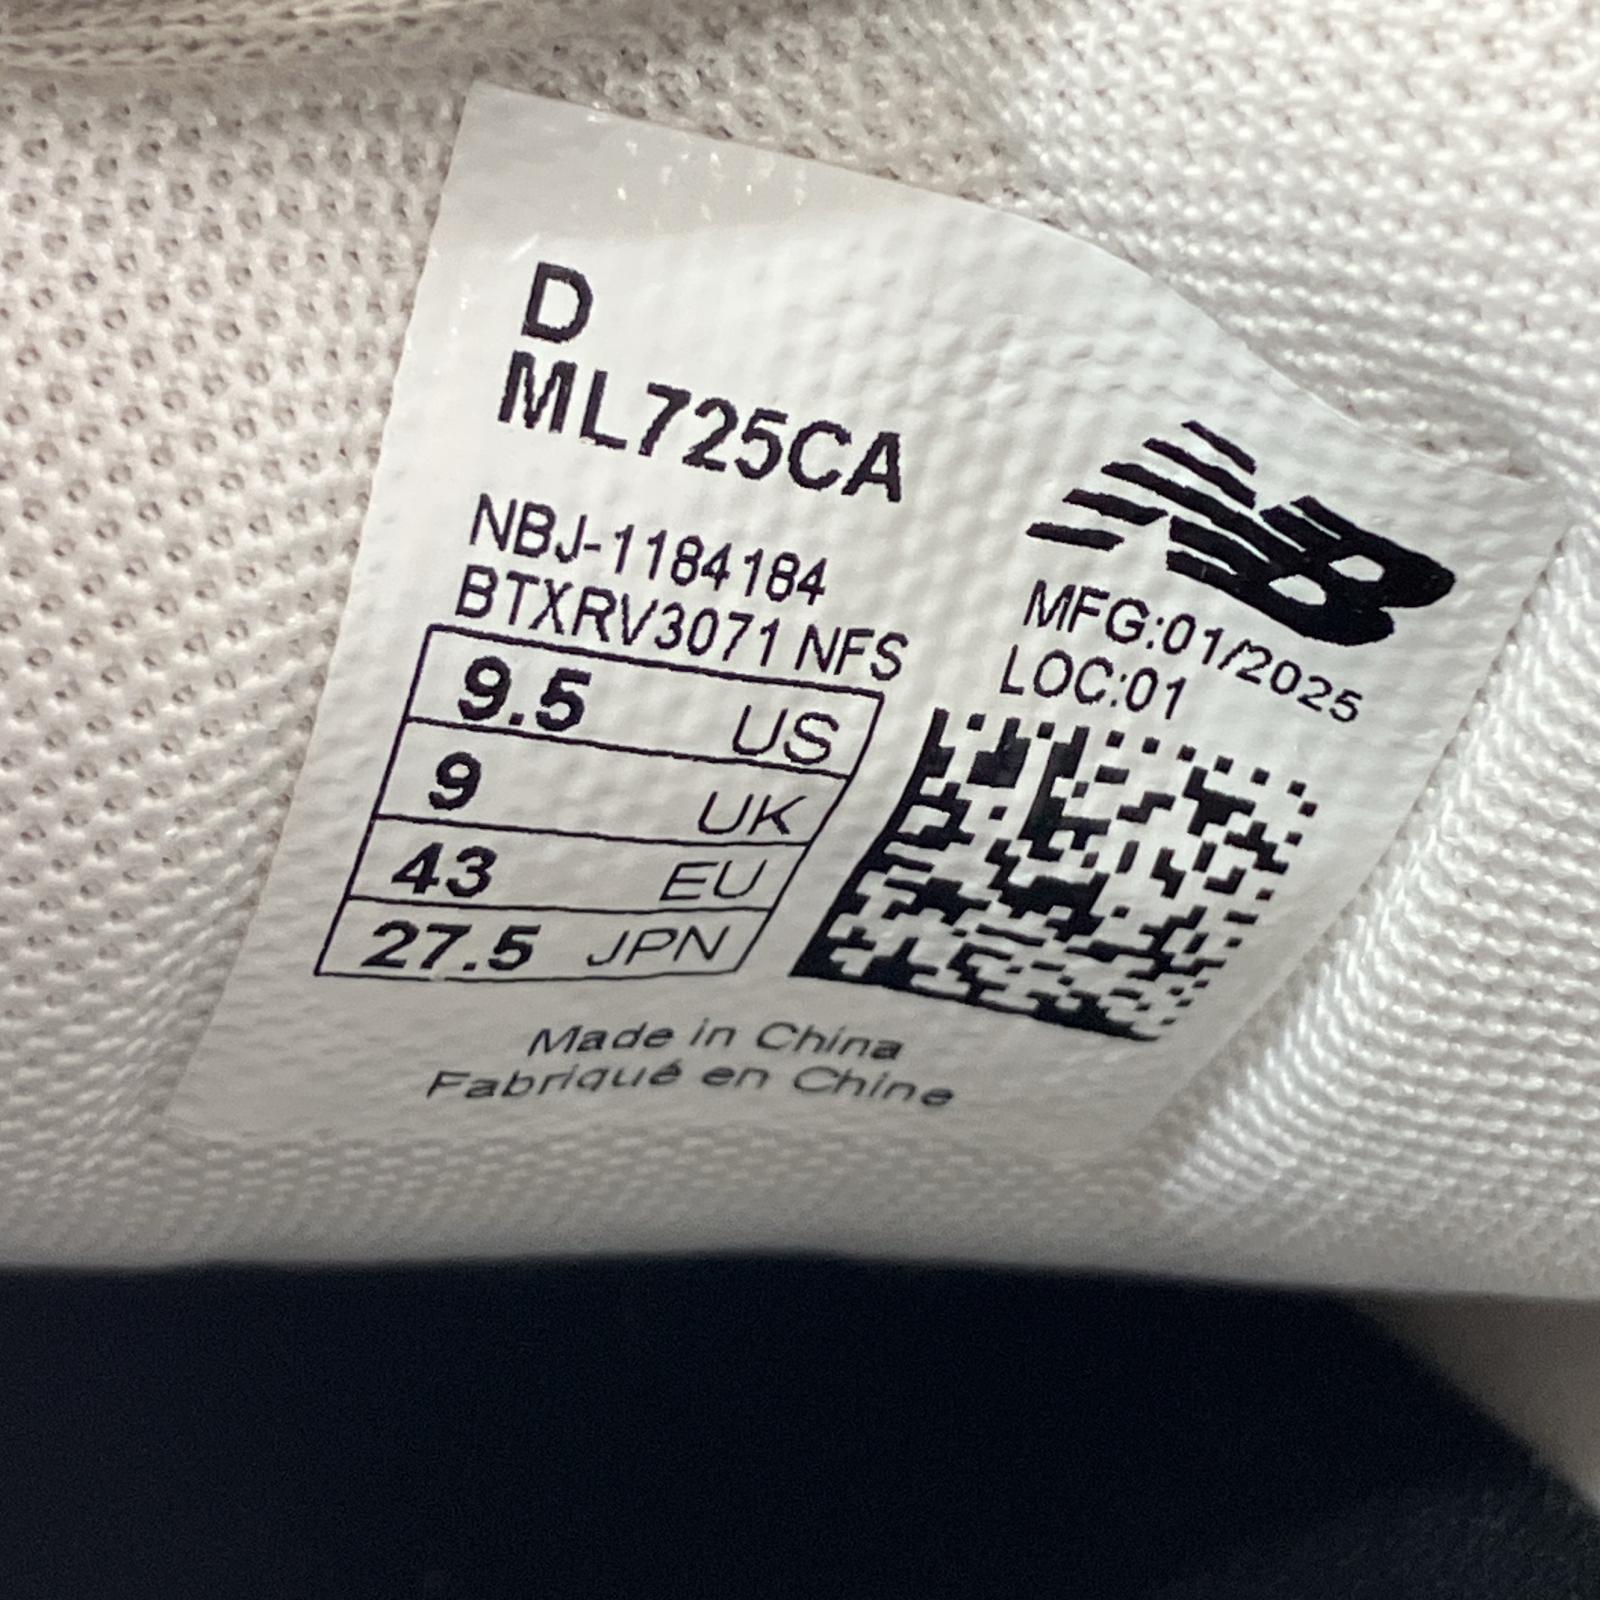 D
ML725CA
NBJ-1184184
BTXRV3071 NFS
9.5 US
9 UK
43 EU
27.5 JPN
MFG:01/2025
LOC:01
Made in China
Fabriqué en Chine